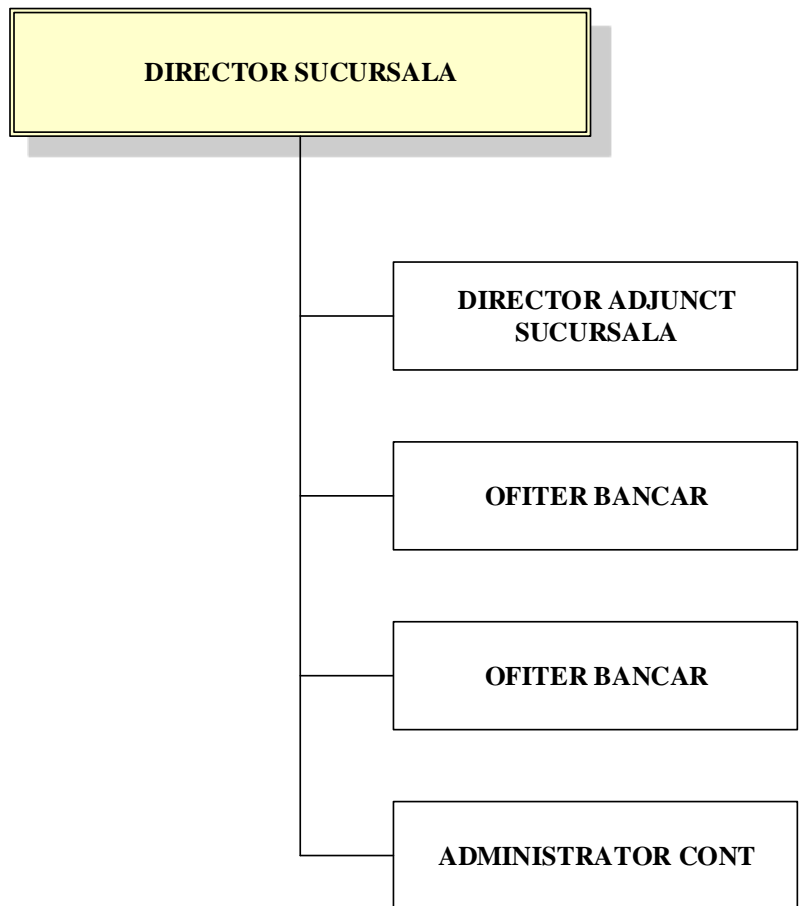 DIRECTOR SUCURSALA
DIRECTOR ADJUNCT
SUCURSALA
OFITER BANCAR
OFITER BANCAR
ADMINISTRATOR CONT